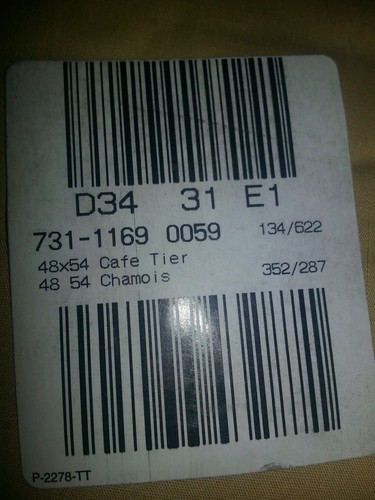 D34 31 E1
731-1169 0059 134/622
48x54 Cafe Tier
48 54 Chamois 352/287
P-2278-TT